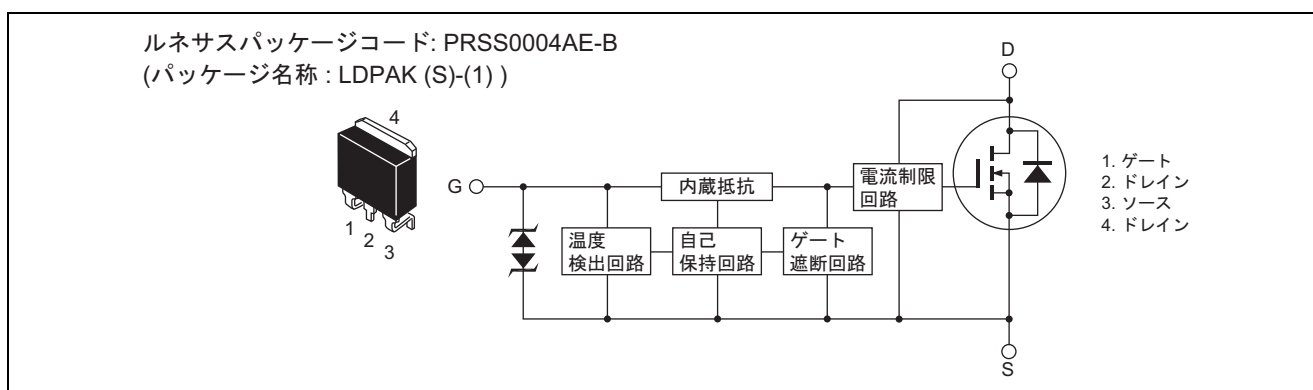 ルネサスパッケージコード: PRSS0004AE-B
(パッケージ名称 : LDPAK (S)-(1) )
4
1
2
3
D
G
内蔵抵抗
電流制限
回路
温度
検出回路
自己
保持回路
ゲート
遮断回路
S
1. ゲート
2. ドレイン
3. ソース
4. ドレイン